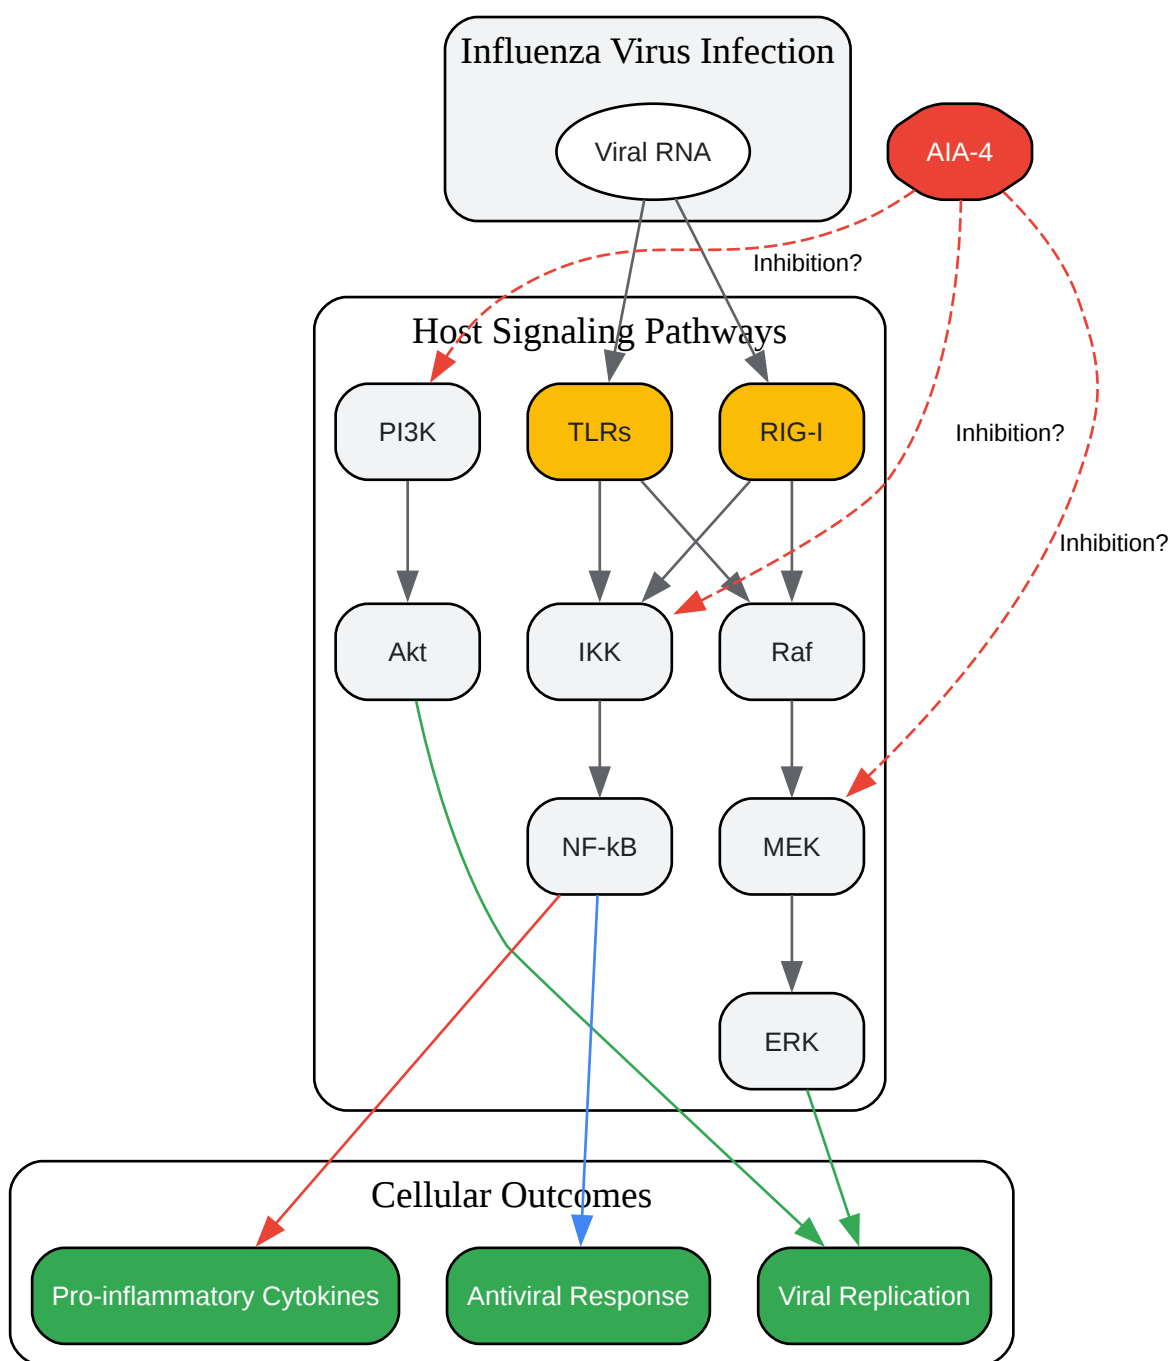 Influenza Virus Infection
Viral RNA
AIA-4
Inhibition?
Host Signaling Pathways
PI3K
TLRs
RIG-I
Inhibition?
Inhibition?
Akt
IKK
Raf
NF-kB
MEK
ERK
Cellular Outcomes
Pro-inflammatory Cytokines
Antiviral Response
Viral Replication